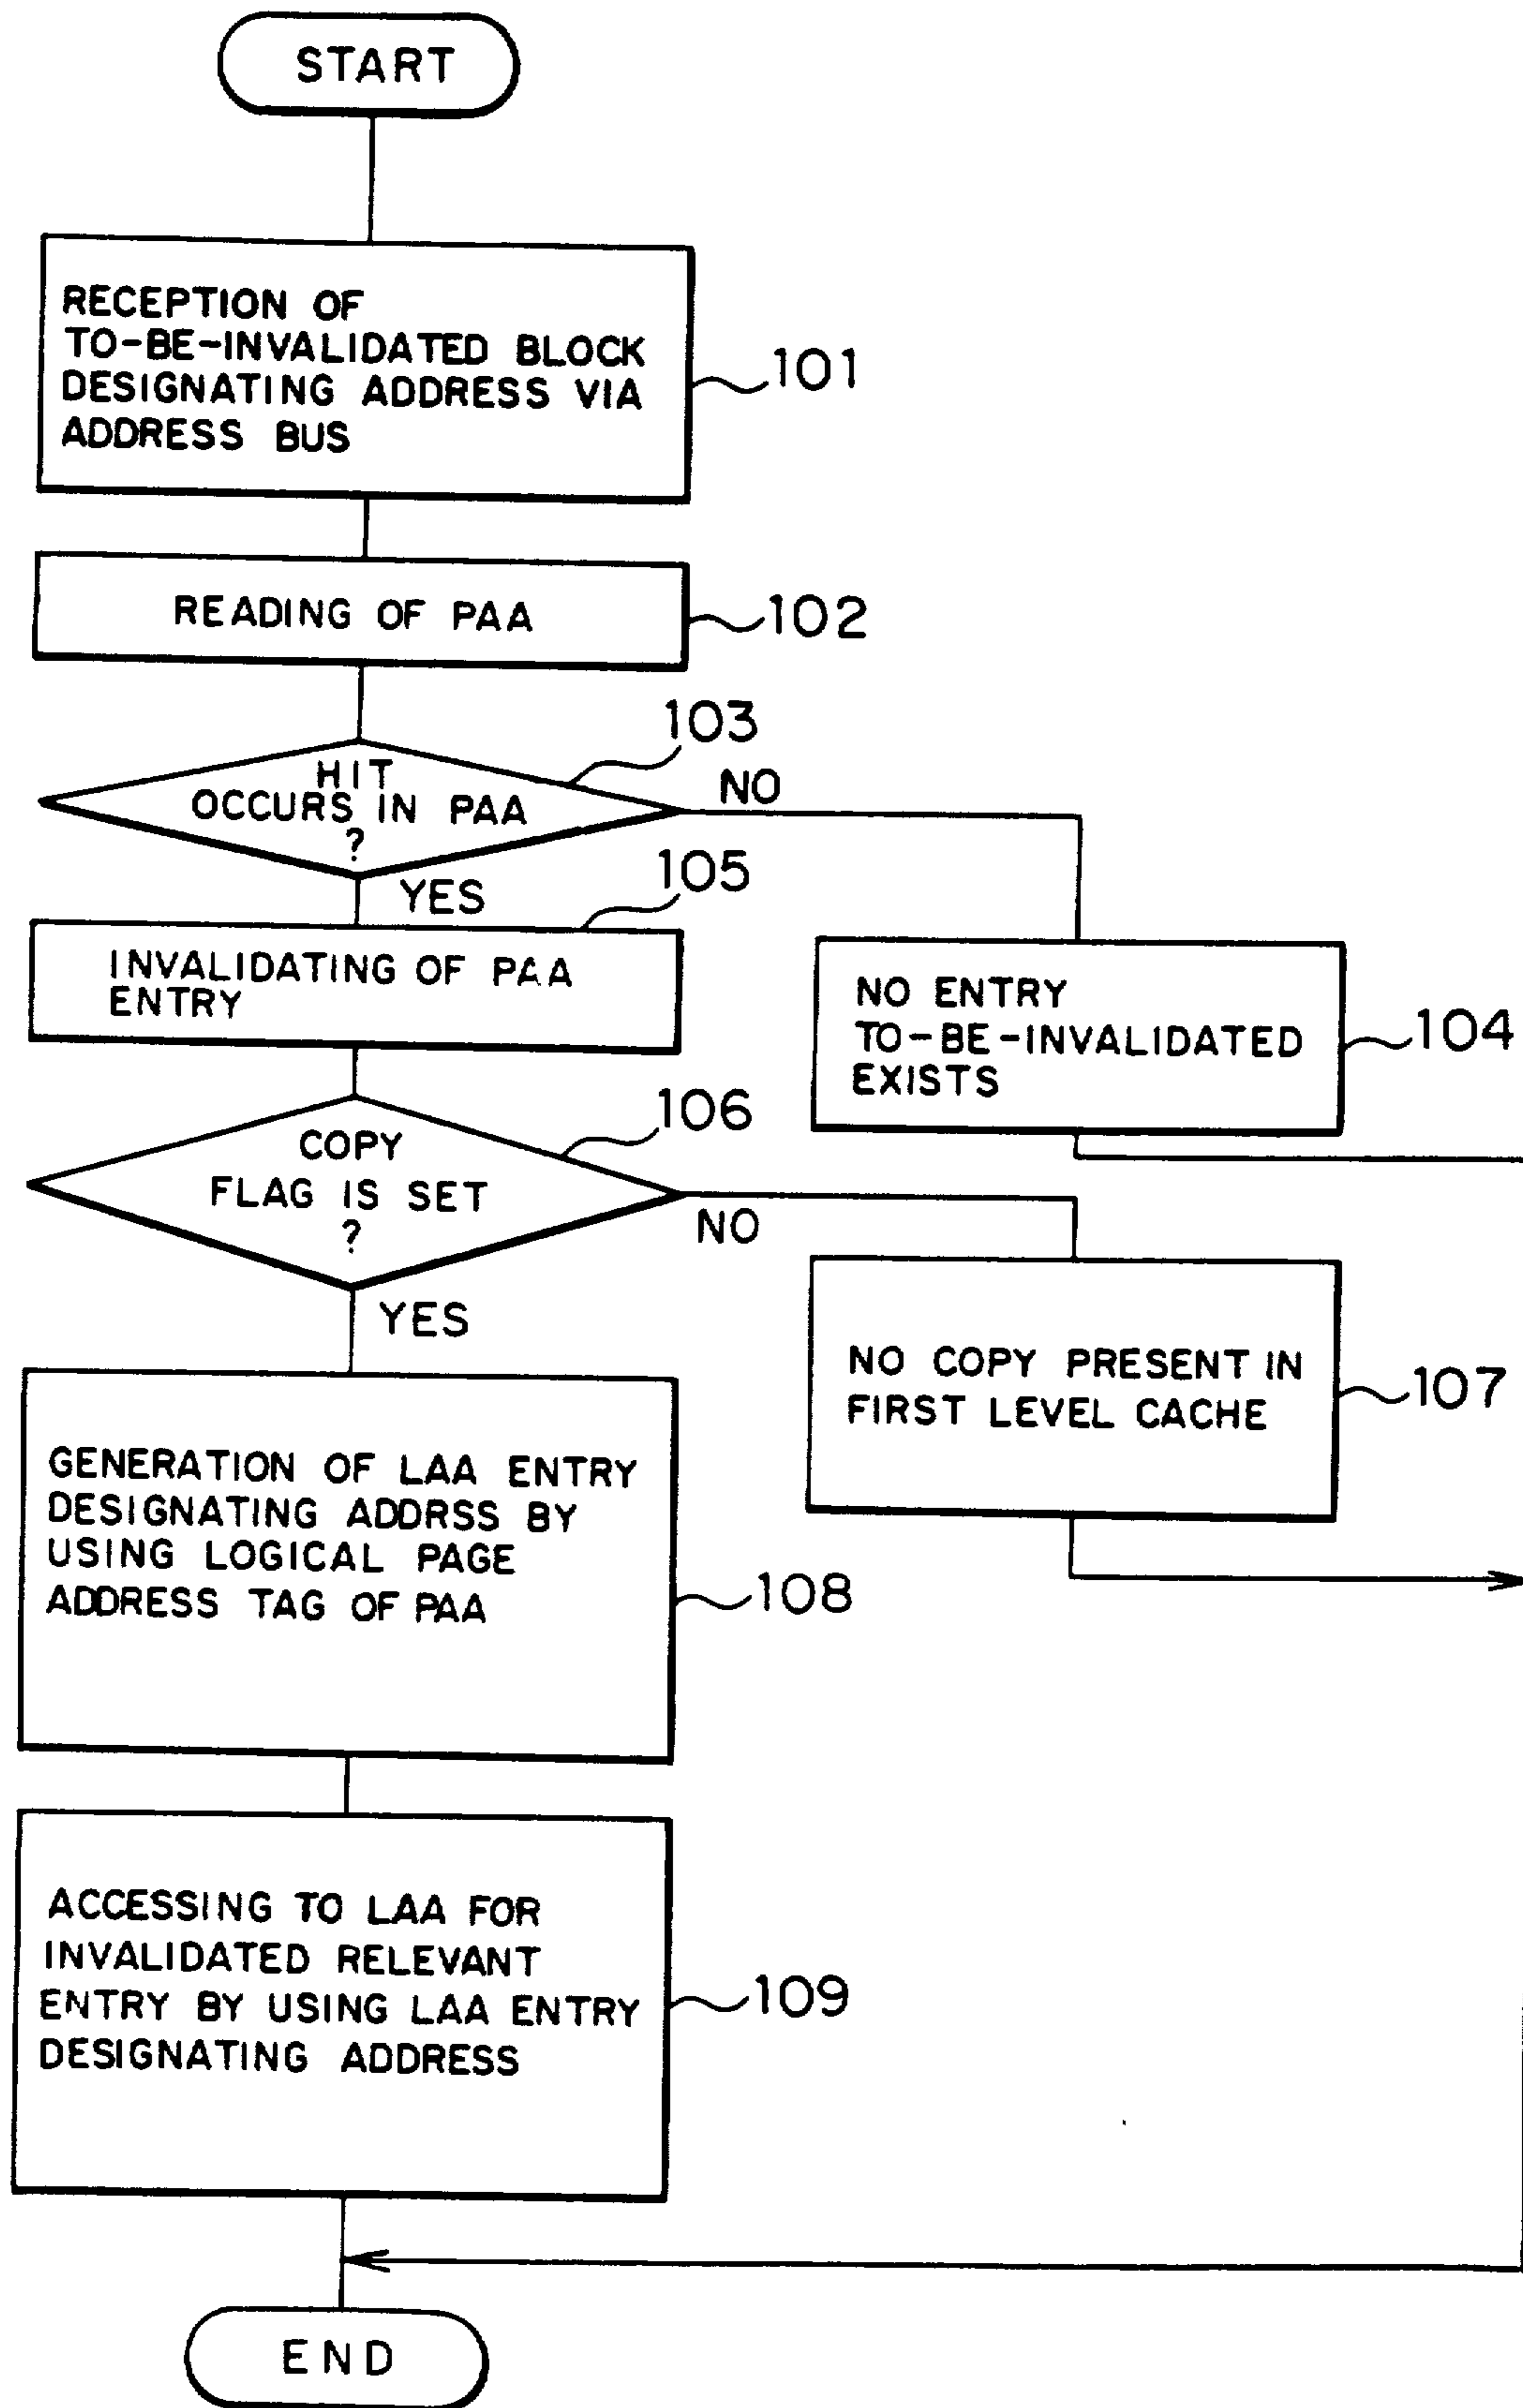 START
RECEPTION OF
TO-BE-INVALIDATED BLOCK
DESIGNATING ADDRESS VIA
ADDRESS BUS
101
READING OF PAA
102
103
HIT
OCCURS IN PAA
?
NO
YES
105
INVALIDATING OF PAA
ENTRY
NO ENTRY
TO-BE-INVALIDATED
EXISTS
104
106
COPY
FLAG IS SET
?
NO
YES
NO COPY PRESENT IN
FIRST LEVEL CACHE
107
GENERATION OF LAA ENTRY
DESIGNATING ADDRSS BY
USING LOGICAL PAGE
ADDRESS TAG OF PAA
108
ACCESSING TO LAA FOR
INVALIDATED RELEVANT
ENTRY BY USING LAA ENTRY
DESIGNATING ADDRESS
109
END